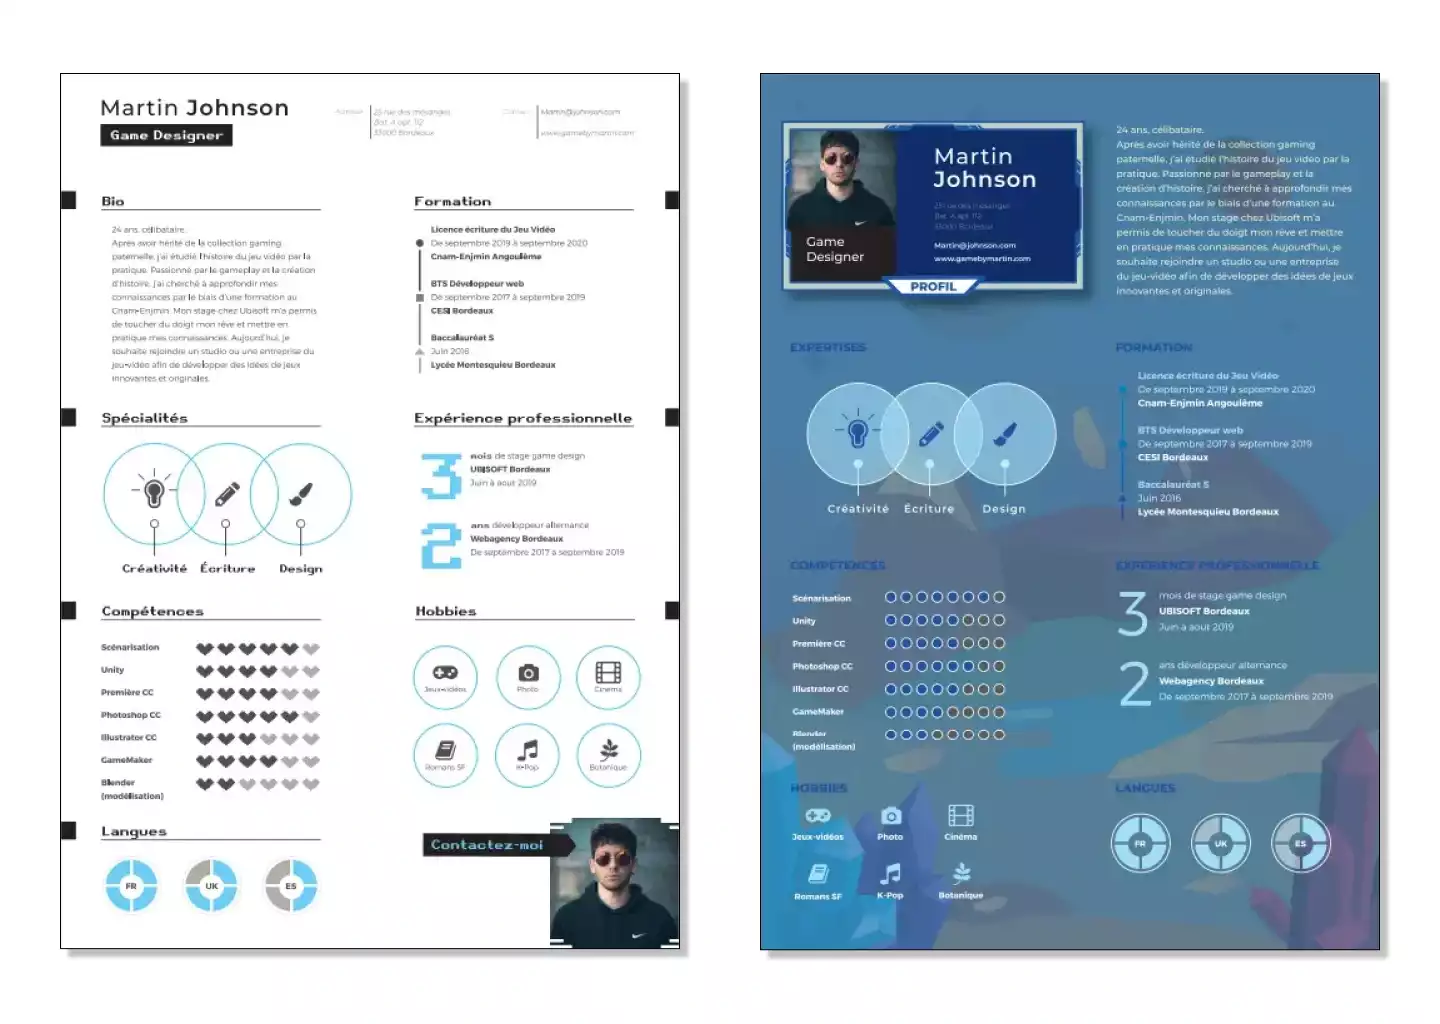 Martin Johnson
Game Designer
Adresse
25 rue des mésanges
Bat. A apt. 112
33000 Bordeaux
Contact
Martin@johnson.com
www.gamebymartin.com
Bio
24 ans, célibataire.
Après avoir hérité de la collection gaming
paternelle, j'ai étudié l'histoire du jeu vidéo par la
pratique. Passionné par le gameplay et la création
d'histoire, j'ai cherché à approfondir mes
connaissances par le biais d'une formation au
Cnam-Enjmin. Mon stage chez Ubisoft m'a permis
de toucher du doigt mon rêve et mettre en
pratique mes connaissances. Aujourd'hui, je
souhaite rejoindre un studio ou une entreprise du
jeu-vidéo afin de développer des idées de jeux
innovantes et originales.
Formation
Licence écriture du Jeu Vidéo
De septembre 2019 à septembre 2020
Cnam-Enjmin Angoulême
BTS Développeur web
De septembre 2017 à septembre 2019
CESI Bordeaux
Baccalauréat S
Juin 2016
Lycée Montesquieu Bordeaux
Spécialités
Créativité Écriture Design
Expérience professionnelle
3 mois de stage game design
UBISOFT Bordeaux
Juin à aout 2019
2 ans développeur alternance
Webagency Bordeaux
De septembre 2017 à septembre 2019
Compétences
Scénarisation
Unity
Première CC
Photoshop CC
Illustrator CC
GameMaker
Blender
(modélisation)
Hobbies
Jeux-vidéos Photo Cinéma
Romans SF K-Pop Botanique
Langues
FR UK ES
Contactez-moi
Martin
Johnson
25 rue des mésanges
Bat. A apt. 112
33000 Bordeaux
Martin@johnson.com
www.gamebymartin.com
Game
Designer
PROFIL
24 ans, célibataire.
Après avoir hérité de la collection gaming
paternelle, j'ai étudié l'histoire du jeu vidéo par la
pratique. Passionné par le gameplay et la
création d'histoire, j'ai cherché à approfondir mes
connaissances par le biais d'une formation au
Cnam-Enjmin. Mon stage chez Ubisoft m'a
permis de toucher du doigt mon rêve et mettre
en pratique mes connaissances. Aujourd'hui, je
souhaite rejoindre un studio ou une entreprise
du jeu-vidéo afin de développer des idées de jeux
innovantes et originales.
EXPERTISES
Créativité Écriture Design
FORMATION
Licence écriture du Jeu Vidéo
De septembre 2019 à septembre 2020
Cnam-Enjmin Angoulême
BTS Développeur web
De septembre 2017 à septembre 2019
CESI Bordeaux
Baccalauréat S
Juin 2016
Lycée Montesquieu Bordeaux
COMPÉTENCES
Scénarisation
Unity
Première CC
Photoshop CC
Illustrator CC
GameMaker
Blender
(modélisation)
EXPÉRIENCE PROFESSIONNELLE
3 mois de stage game design
UBISOFT Bordeaux
Juin à aout 2019
2 ans développeur alternance
Webagency Bordeaux
De septembre 2017 à septembre 2019
HOBBIES
Jeux-vidéos Photo Cinéma
Romans SF K-Pop Botanique
LANGUES
FR UK ES